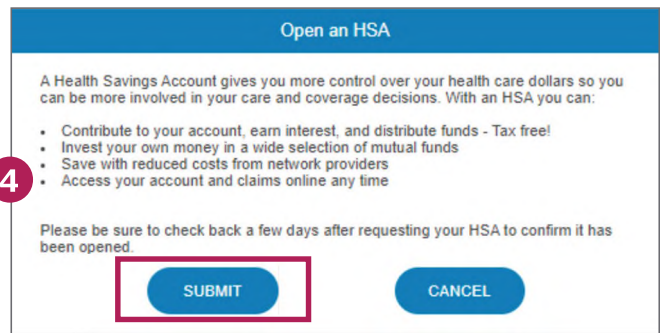 Open an HSA
A Health Savings Account gives you more control over your health care dollars so you
can be more involved in your care and coverage decisions. With an HSA you can:
• Contribute to your account, earn interest, and distribute funds - Tax free!
• Invest your own money in a wide selection of mutual funds
• Save with reduced costs from network providers
4
• Access your account and claims online any time
Please be sure to check back a few days after requesting your HSA to confirm it has
been opened.
SUBMIT CANCEL